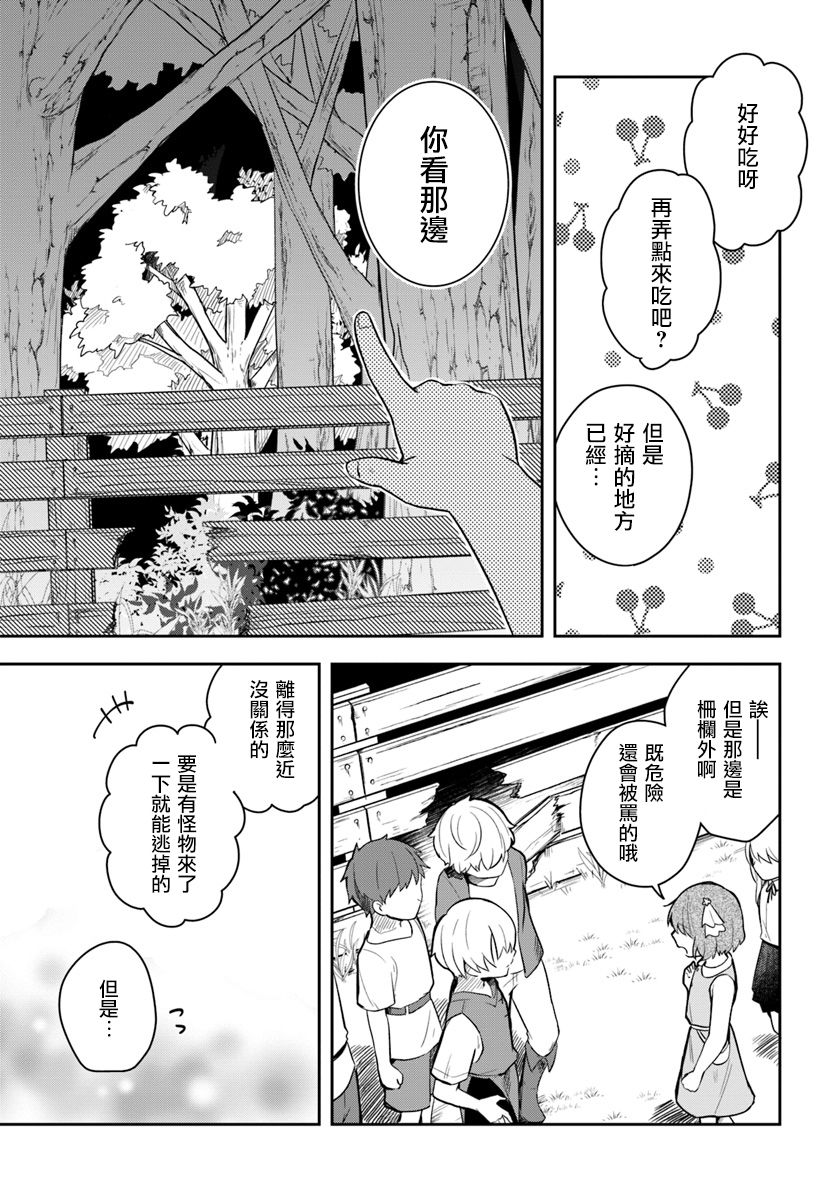 好好吃呀
再弄點來吃吧?
但是
好摘的地方
已經…
你看那邊
誒——
但是那邊是
柵欄外啊
既危險
還會被罵的哦
離得那麼近
沒關係的
要是有怪物來了
一下就能逃掉的
但是…